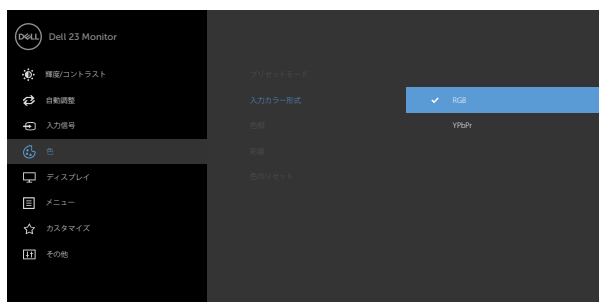 DELL
Dell 23 Monitor
輝度/コントラスト
自動調整
入力信号
色
ディスプレイ
メニュー
カスタマイズ
その他
プリセットモード
入力カラー形式
色相
彩度
色のリセット
RGB
YPbPr